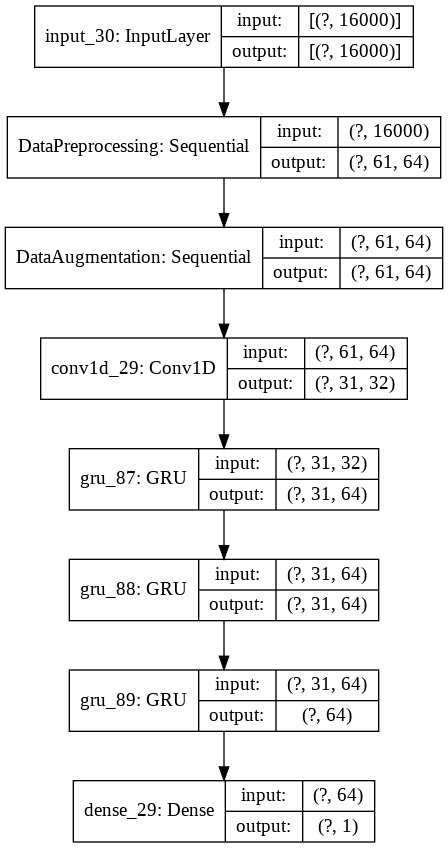 input_30: InputLayer
input: [(?, 16000)]
output: [(?, 16000)]
DataPreprocessing: Sequential
input: (?, 16000)
output: (?, 61, 64)
DataAugmentation: Sequential
input: (?, 61, 64)
output: (?, 61, 64)
conv1d_29: Conv1D
input: (?, 61, 64)
output: (?, 31, 32)
gru_87: GRU
input: (?, 31, 32)
output: (?, 31, 64)
gru_88: GRU
input: (?, 31, 64)
output: (?, 31, 64)
gru_89: GRU
input: (?, 31, 64)
output: (?, 64)
dense_29: Dense
input: (?, 64)
output: (?, 1)